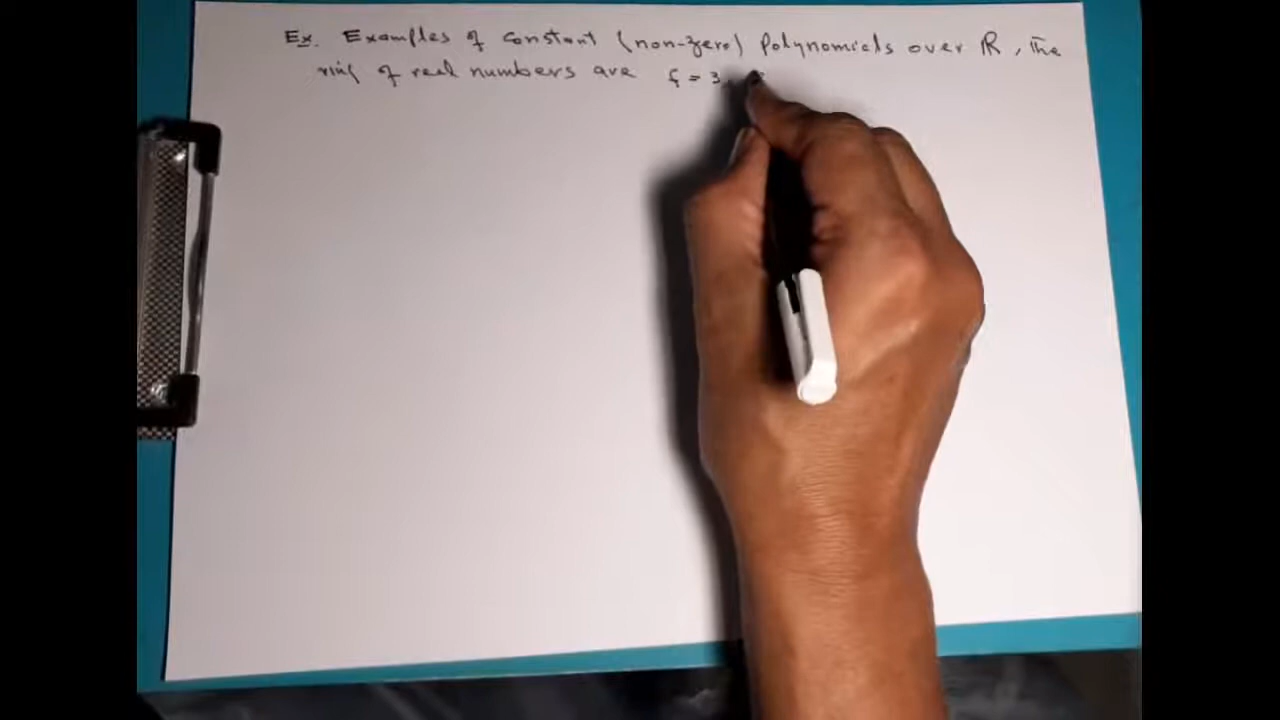 Ex. Examples of constant (non-zero) polynomials over ℝ, the
ring of real numbers are f = 3,